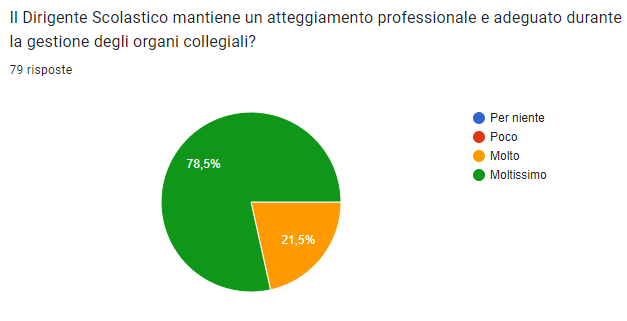 Il Dirigente Scolastico mantiene un atteggiamento professionale e adeguato durante
la gestione degli organi collegiali?
79 risposte
Per niente
Poco
Molto
Moltissimo
78,5%
21,5%